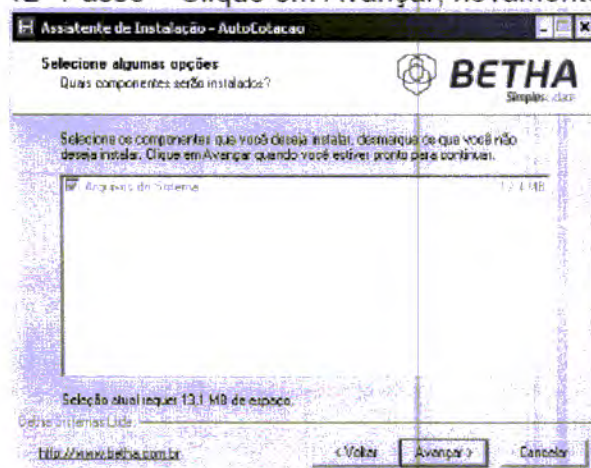 Passo - Clique em Avançar, novamente
Assistente de Instalação - AutoCotacao
Selecione algumas opções
Quais componentes serão instalados?
BETHA
Selecione os componentes que você deseja instalar, desmarque os que você não
deseja instalar. Clique em Avançar quando você estiver pronto para continuar.
Arquivos do Sistema
MB
Seleção atual requer 13.1 MB de espaço.
Betha Sistemas Ltda.
http://www.betha.com.br
< Voltar
Avançar >
Cancelar